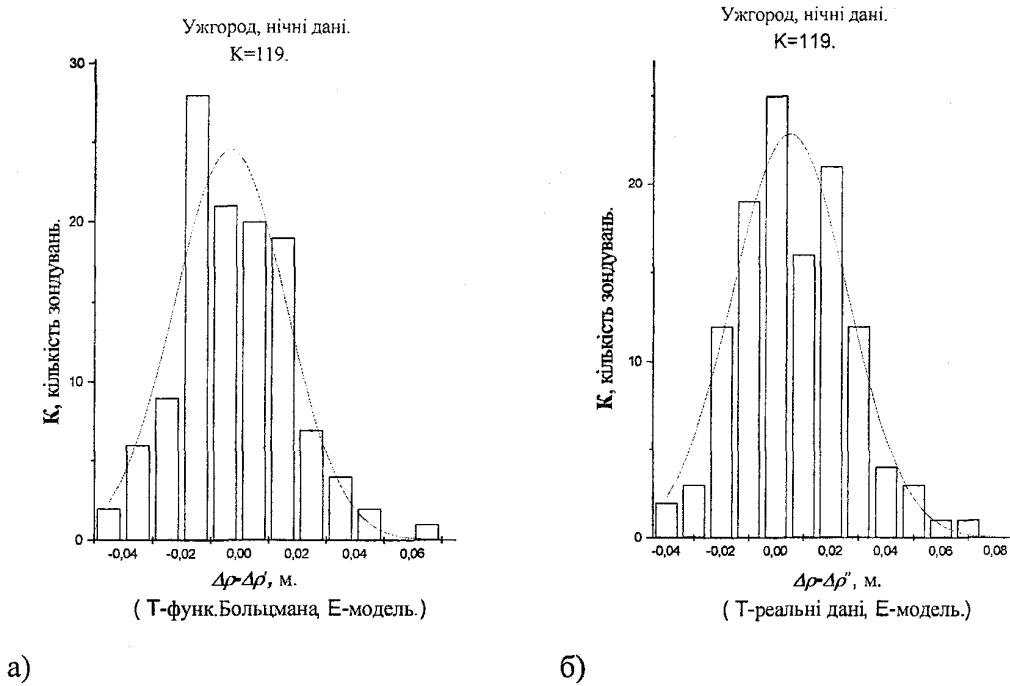 Ужгород, нічні дані.
К=119.
К, кількість зондувань.
30
20
10
0
-0,04 -0,02 0,00 0,02 0,04 0,06
Δρ-Δρ', м.
( Т-функ.Больцмана, Е-модель.)
а)
Ужгород, нічні дані.
К=119.
К, кількість зондувань.
20
10
0
-0,04 -0,02 0,00 0,02 0,04 0,06 0,08
Δρ-Δρ'', м.
( Т-реальні дані, Е-модель.)
б)